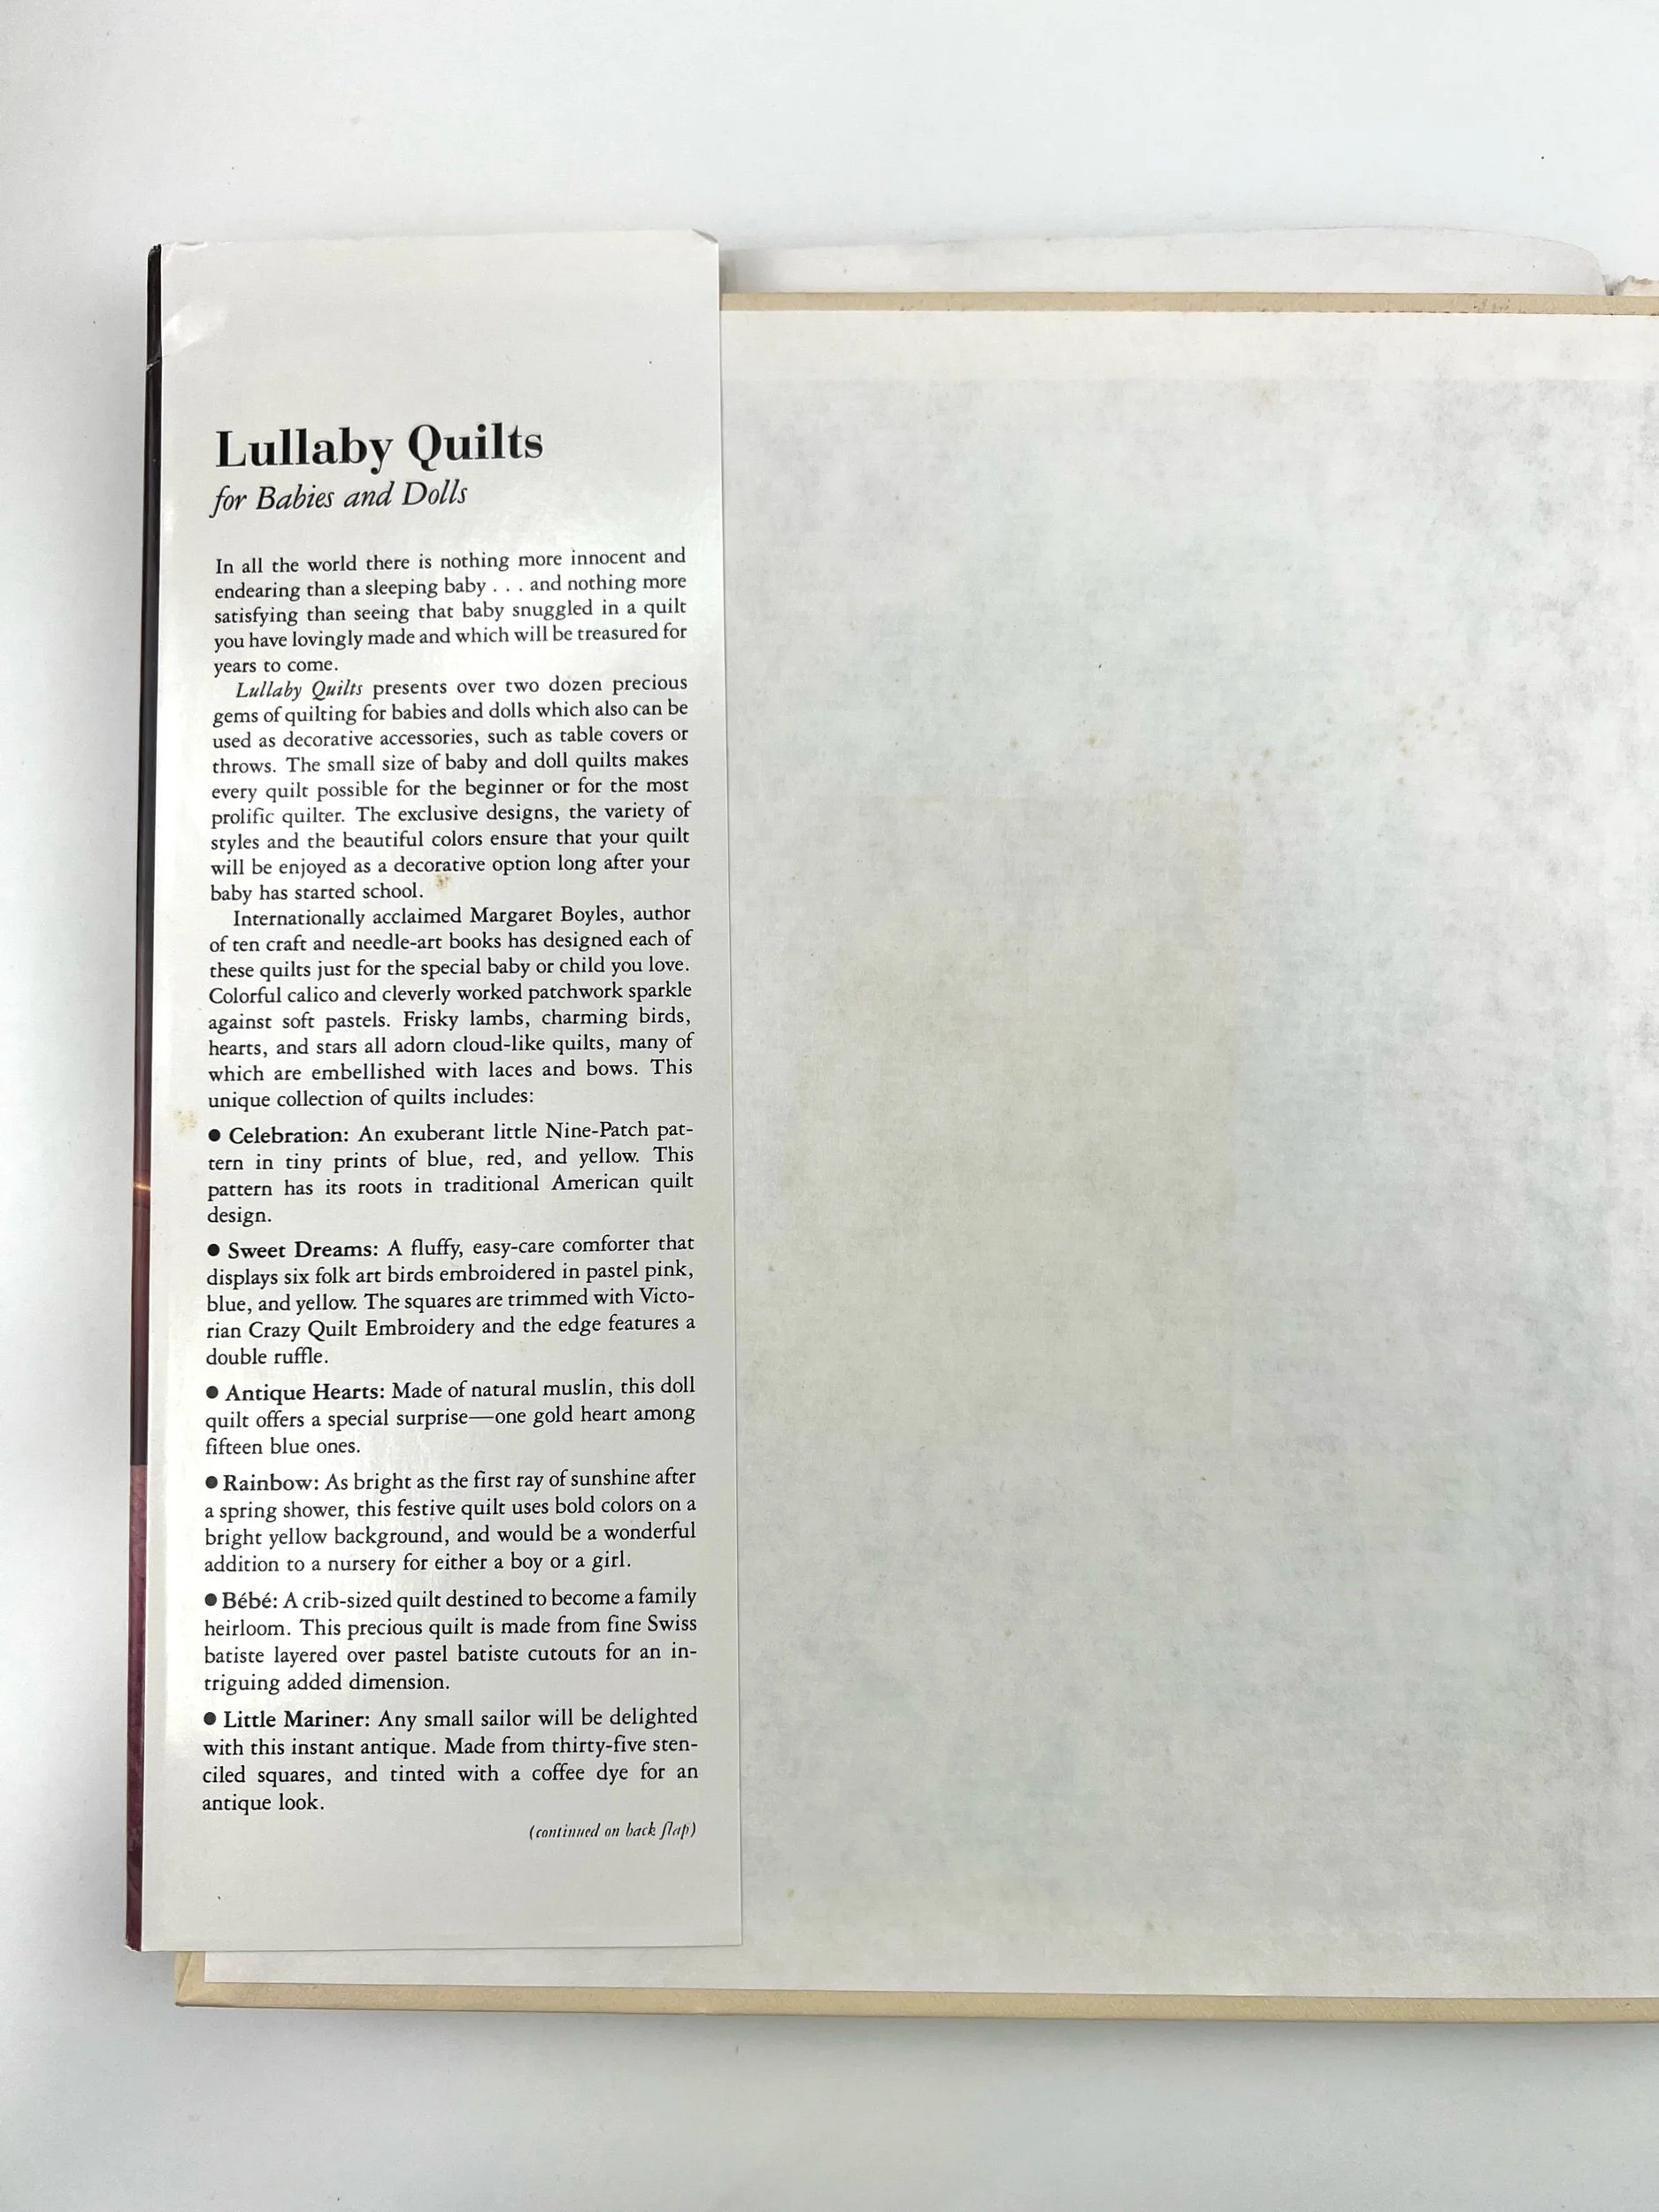 Lullaby Quilts
for Babies and Dolls
In all the world there is nothing more innocent and
endearing than a sleeping baby . . . and nothing more
satisfying than seeing that baby snuggled in a quilt
you have lovingly made and which will be treasured for
years to come.
Lullaby Quilts presents over two dozen precious
gems of quilting for babies and dolls which also can be
used as decorative accessories, such as table covers or
throws. The small size of baby and doll quilts makes
every quilt possible for the beginner or for the most
prolific quilter. The exclusive designs, the variety of
styles and the beautiful colors ensure that your quilt
will be enjoyed as a decorative option long after your
baby has started school.
Internationally acclaimed Margaret Boyles, author
of ten craft and needle-art books has designed each of
these quilts just for the special baby or child you love.
Colorful calico and cleverly worked patchwork sparkle
against soft pastels. Frisky lambs, charming birds,
hearts, and stars all adorn cloud-like quilts, many of
which are embellished with laces and bows. This
unique collection of quilts includes:
● Celebration: An exuberant little Nine-Patch pat-
tern in tiny prints of blue, red, and yellow. This
pattern has its roots in traditional American quilt
design.
● Sweet Dreams: A fluffy, easy-care comforter that
displays six folk art birds embroidered in pastel pink,
blue, and yellow. The squares are trimmed with Victo-
rian Crazy Quilt Embroidery and the edge features a
double ruffle.
● Antique Hearts: Made of natural muslin, this doll
quilt offers a special surprise—one gold heart among
fifteen blue ones.
● Rainbow: As bright as the first ray of sunshine after
a spring shower, this festive quilt uses bold colors on a
bright yellow background, and would be a wonderful
addition to a nursery for either a boy or a girl.
● Bébé: A crib-sized quilt destined to become a family
heirloom. This precious quilt is made from fine Swiss
batiste layered over pastel batiste cutouts for an in-
triguing added dimension.
● Little Mariner: Any small sailor will be delighted
with this instant antique. Made from thirty-five sten-
ciled squares, and tinted with a coffee dye for an
antique look.
(continued on back flap)